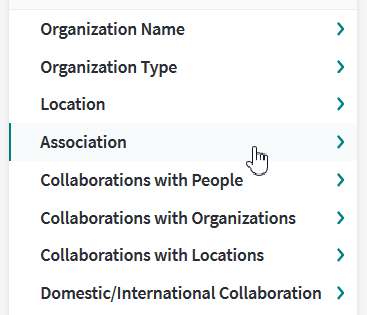 Organization Name
Organization Type
Location
Association
Collaborations with People
Collaborations with Organizations
Collaborations with Locations
Domestic/International Collaboration